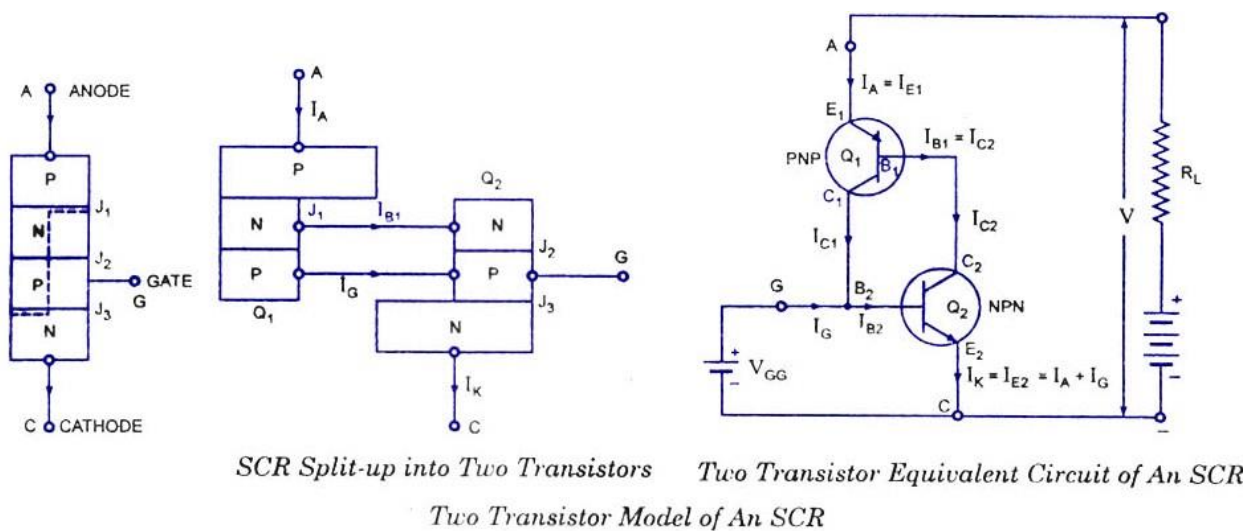 A ANODE
P
J1
N
J2
P
GATE
G
J3
N
C CATHODE
A
IA
P
Q2
J1
IB1
N
N
J2
P
P
G
IG
Q1
J3
N
IK
C
SCR Split-up into Two Transistors
A
IA = IE1
E1
IB1 = IC2
PNP
Q1
B1
C1
RL
V
IC1
IC2
C2
G
B2
NPN
Q2
IG
IB2
E2
+
VGG
-
IK = IE2 = IA + IG
C
+
-
-
Two Transistor Equivalent Circuit of An SCR
Two Transistor Model of An SCR